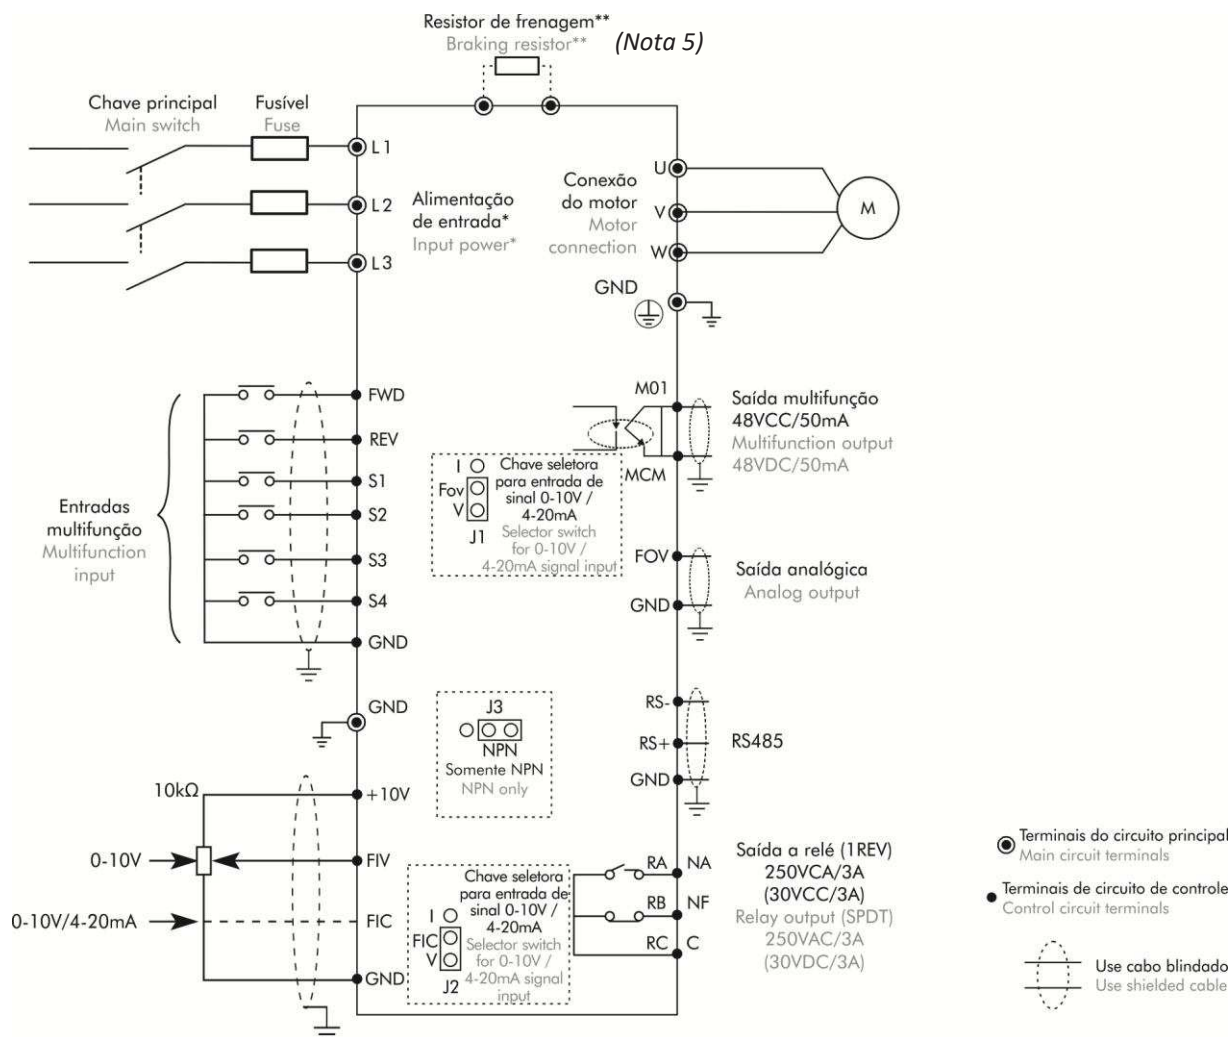 Resistor de frenagem**
Braking resistor**
(Nota 5)
Chave principal
Main switch
Fusível
Fuse
L1
L2
L3
Alimentação
de entrada*
Input power*
Conexão
do motor
Motor
connection
U
V
W
M
GND
FWD
REV
S1
S2
S3
S4
GND
Entradas
multifunção
Multifunction
input
I
Fov
V
J1
Chave seletora
para entrada de
sinal 0-10V /
4-20mA
Selector switch
for 0-10V /
4-20mA signal input
M01
MCM
Saída multifunção
48VCC/50mA
Multifunction output
48VDC/50mA
FOV
GND
Saída analógica
Analog output
GND
J3
NPN
Somente NPN
NPN only
RS-
RS+
GND
RS485
10kΩ
+10V
0-10V
FIV
0-10V/4-20mA
FIC
GND
I
FIC
V
J2
Chave seletora
para entrada de
sinal 0-10V /
4-20mA
Selector switch
for 0-10V /
4-20mA signal
input
RA NA
RB NF
RC C
Saída a relé (1REV)
250VCA/3A
(30VCC/3A)
Relay output (SPDT)
250VAC/3A
(30VDC/3A)
Terminais do circuito principal
Main circuit terminals
Terminais de circuito de controle
Control circuit terminals
Use cabo blindado
Use shielded cable